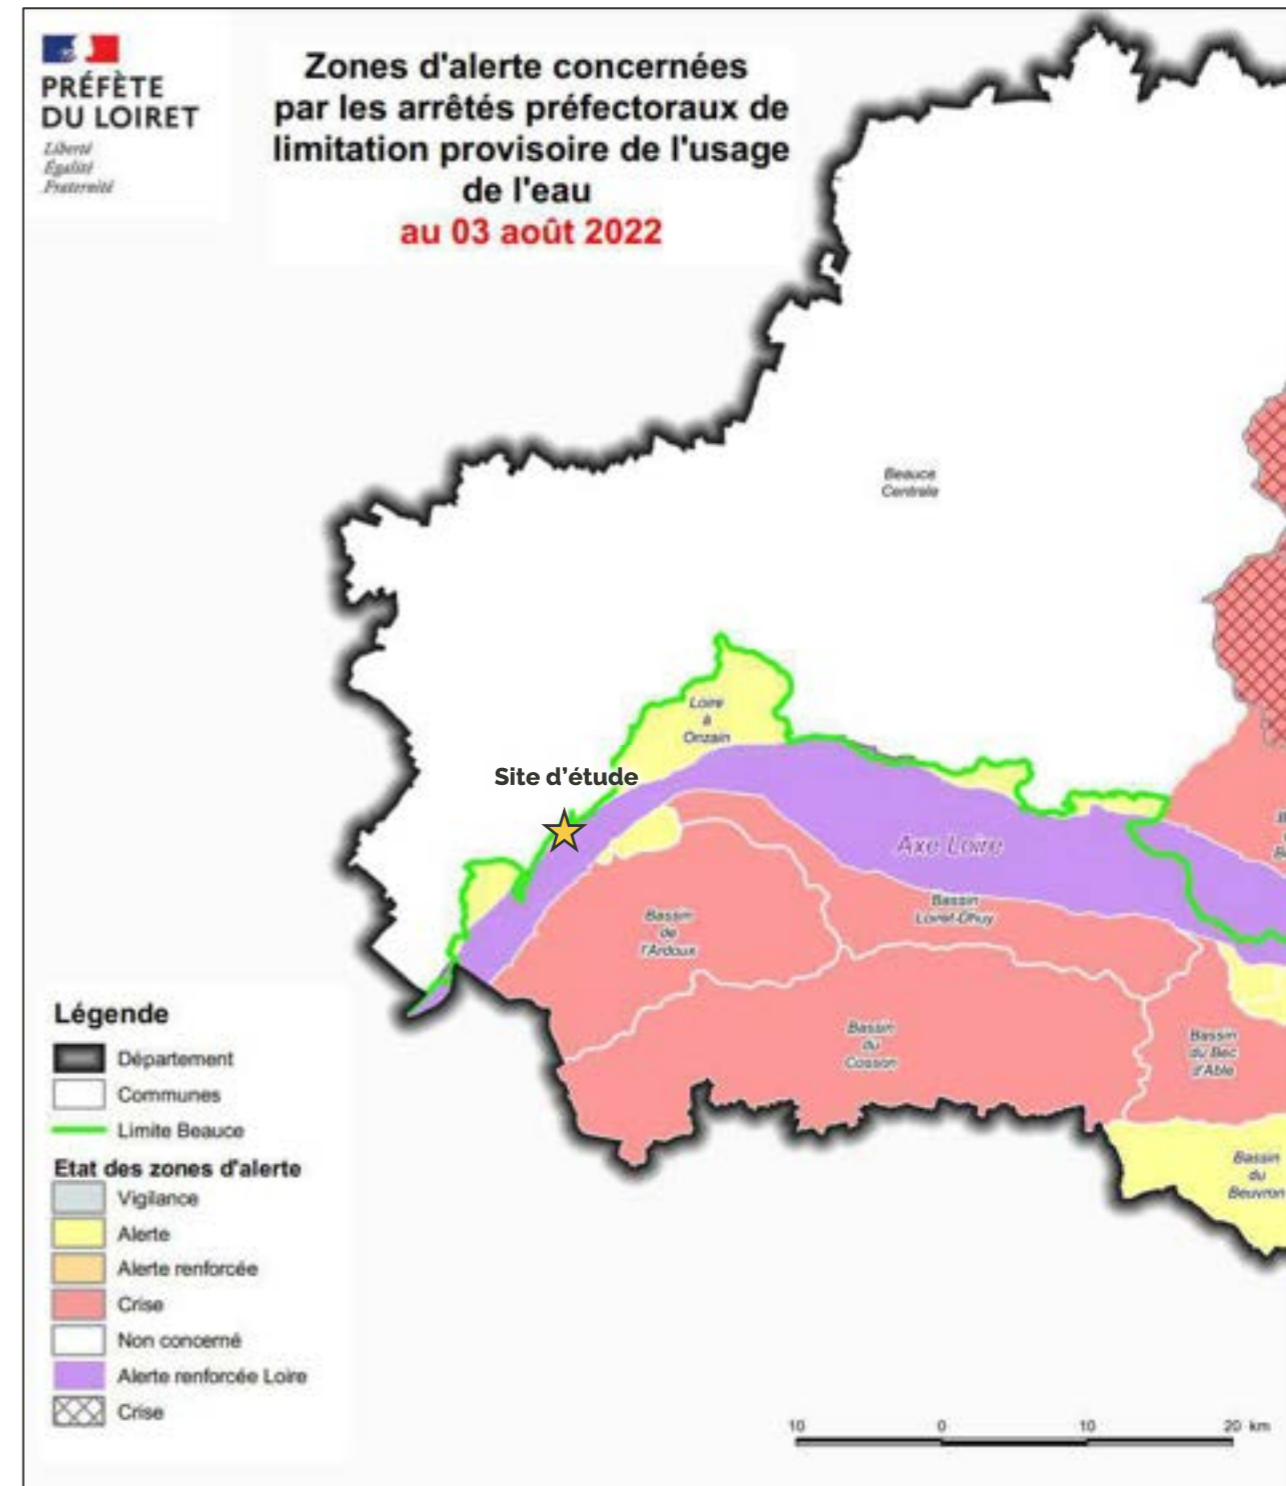 PRÉFÈTE
DU LOIRET
Liberté
Égalité
Fraternité
Zones d'alerte concernées
par les arrêtés préfectoraux de
limitation provisoire de l'usage
de l'eau
au 03 août 2022
Beauce
Centrale
Loire
à
Onzain
Site d'étude
Axe Loire
Bassin
Loiret-Dhuy
Bassin
de
l'Ardoux
Bassin
du
Cosson
Bassin
du Bec
d'Able
Bassin
du
Beuvron
Légende
Département
Communes
Limite Beauce
Etat des zones d'alerte
Vigilance
Alerte
Alerte renforcée
Crise
Non concerné
Alerte renforcée Loire
Crise
10 0 10 20 km